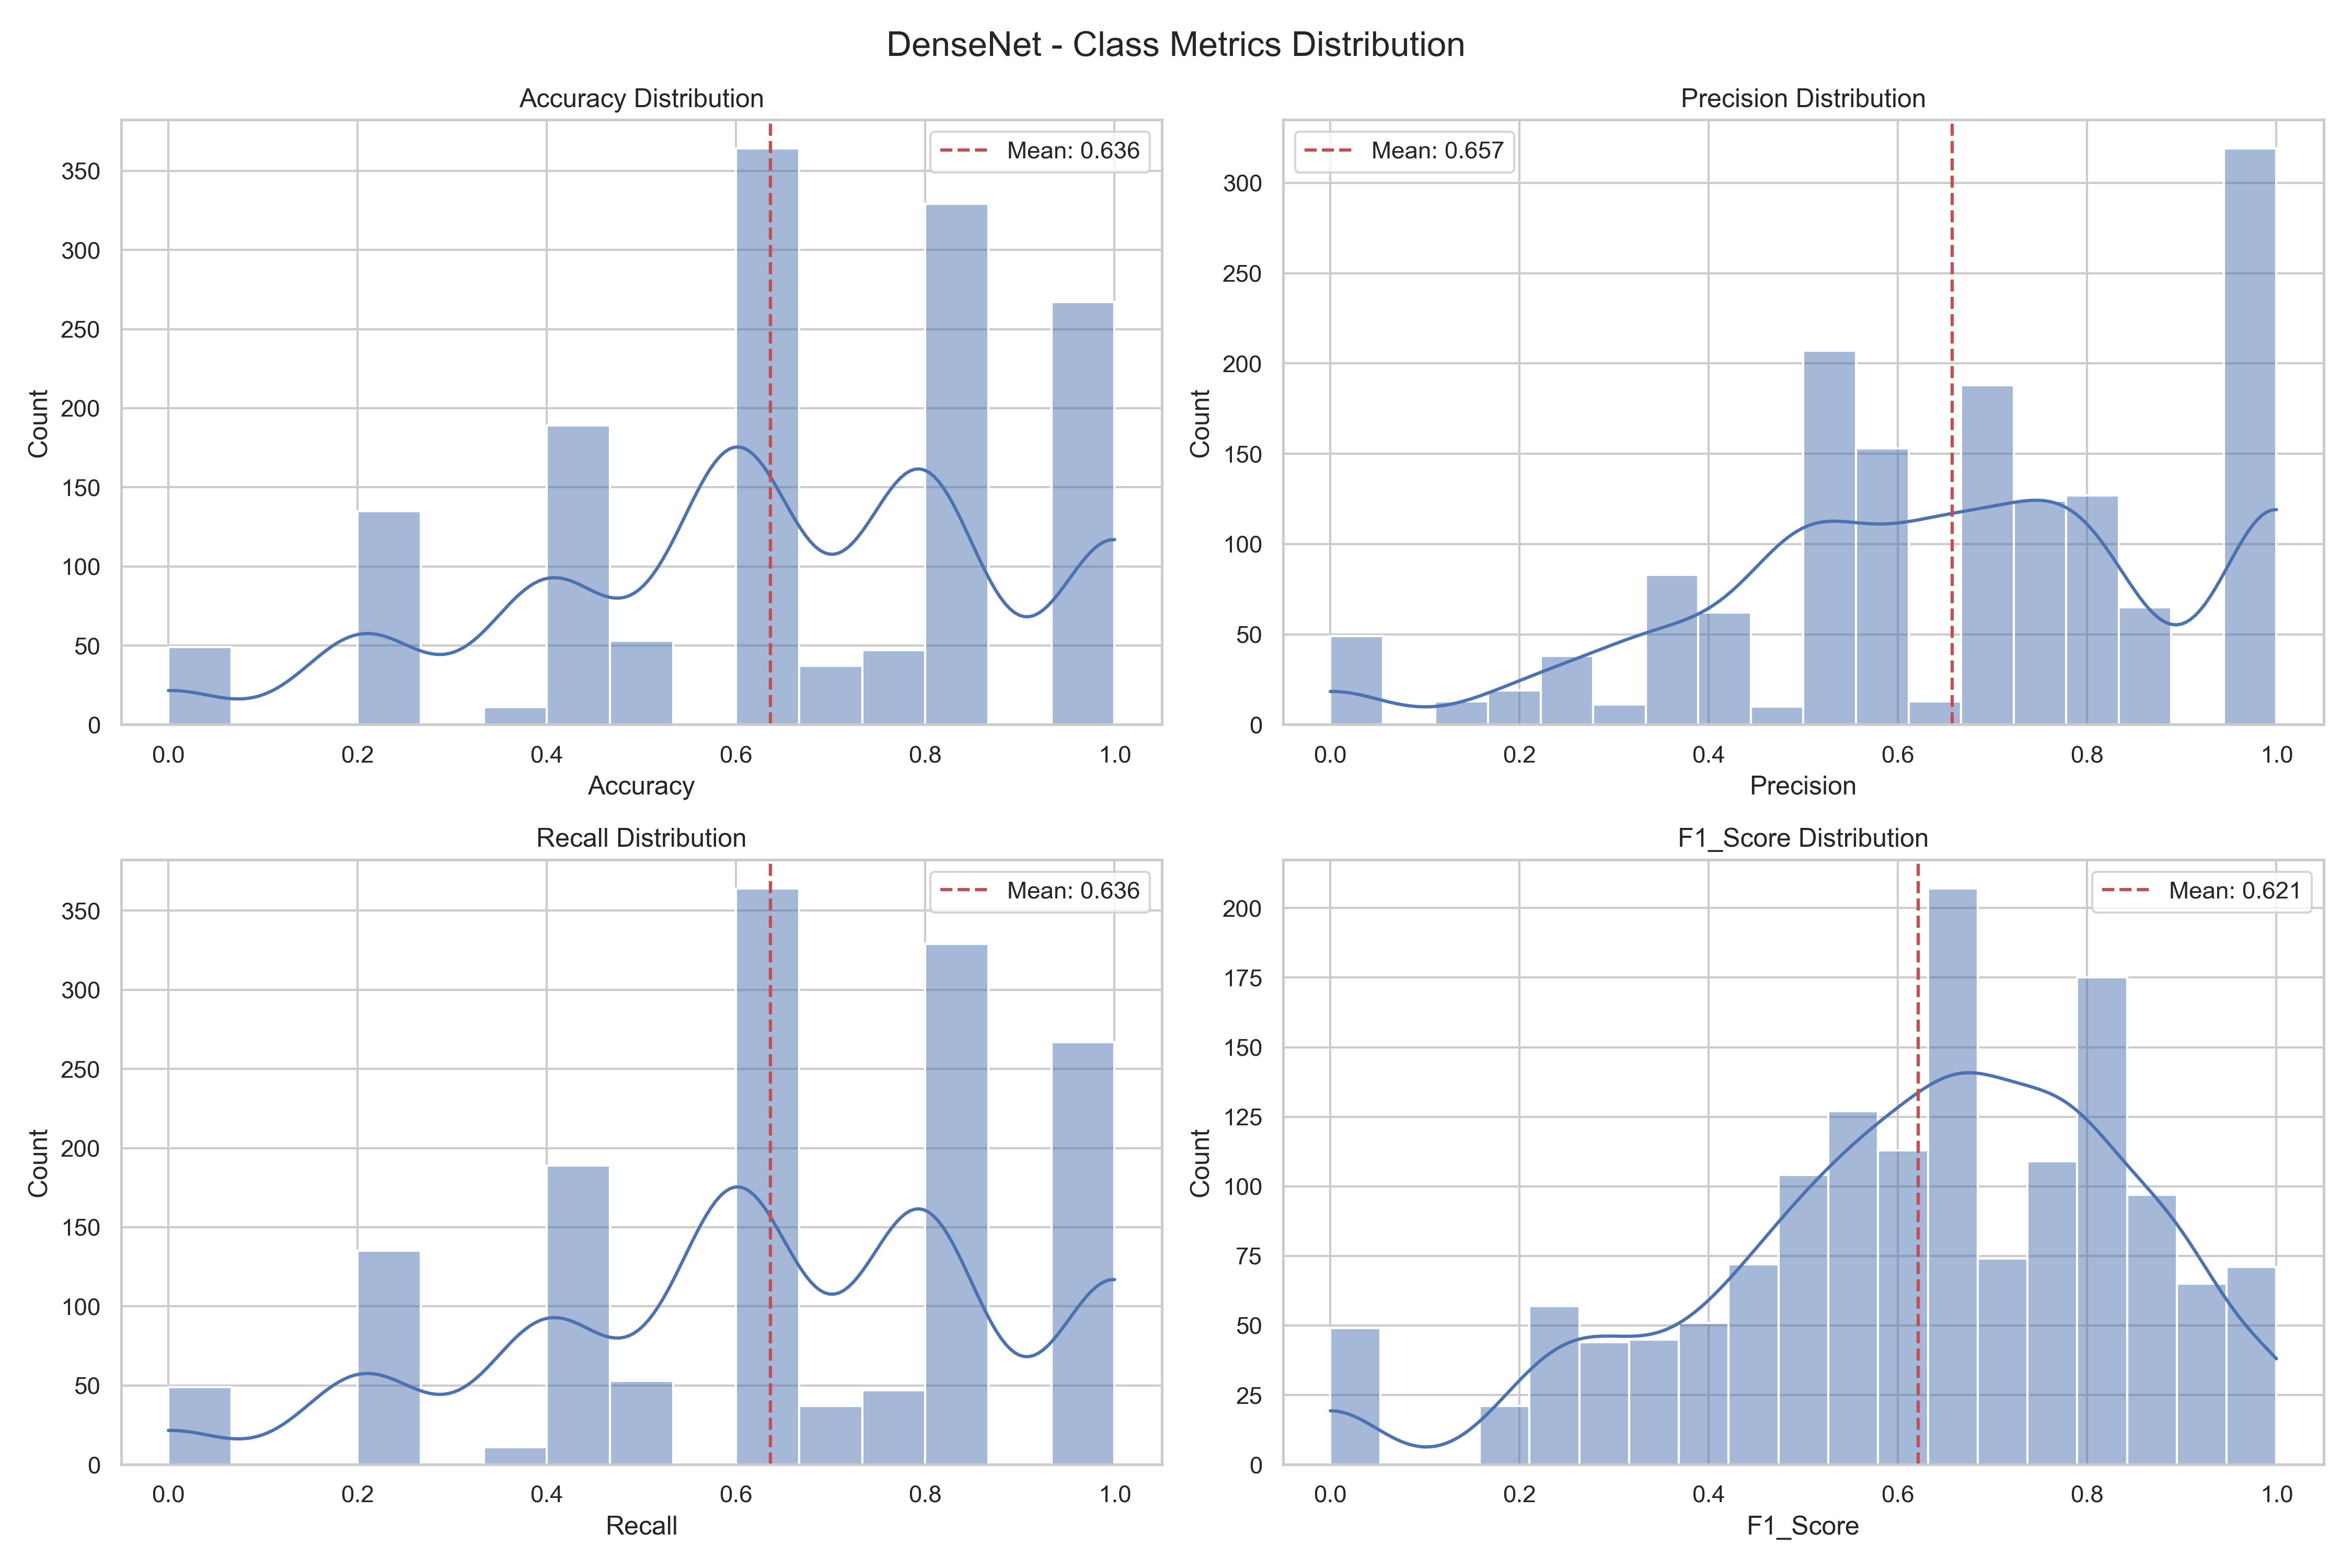 DenseNet - Class Metrics Distribution
Accuracy Distribution
Mean: 0.636
Count
350
300
250
200
150
100
50
0
0.0 0.2 0.4 0.6 0.8 1.0
Accuracy
Precision Distribution
Mean: 0.657
Count
300
250
200
150
100
50
0
0.0 0.2 0.4 0.6 0.8 1.0
Precision
Recall Distribution
Mean: 0.636
Count
350
300
250
200
150
100
50
0
0.0 0.2 0.4 0.6 0.8 1.0
Recall
F1_Score Distribution
Mean: 0.621
Count
200
175
150
125
100
75
50
25
0
0.0 0.2 0.4 0.6 0.8 1.0
F1_Score